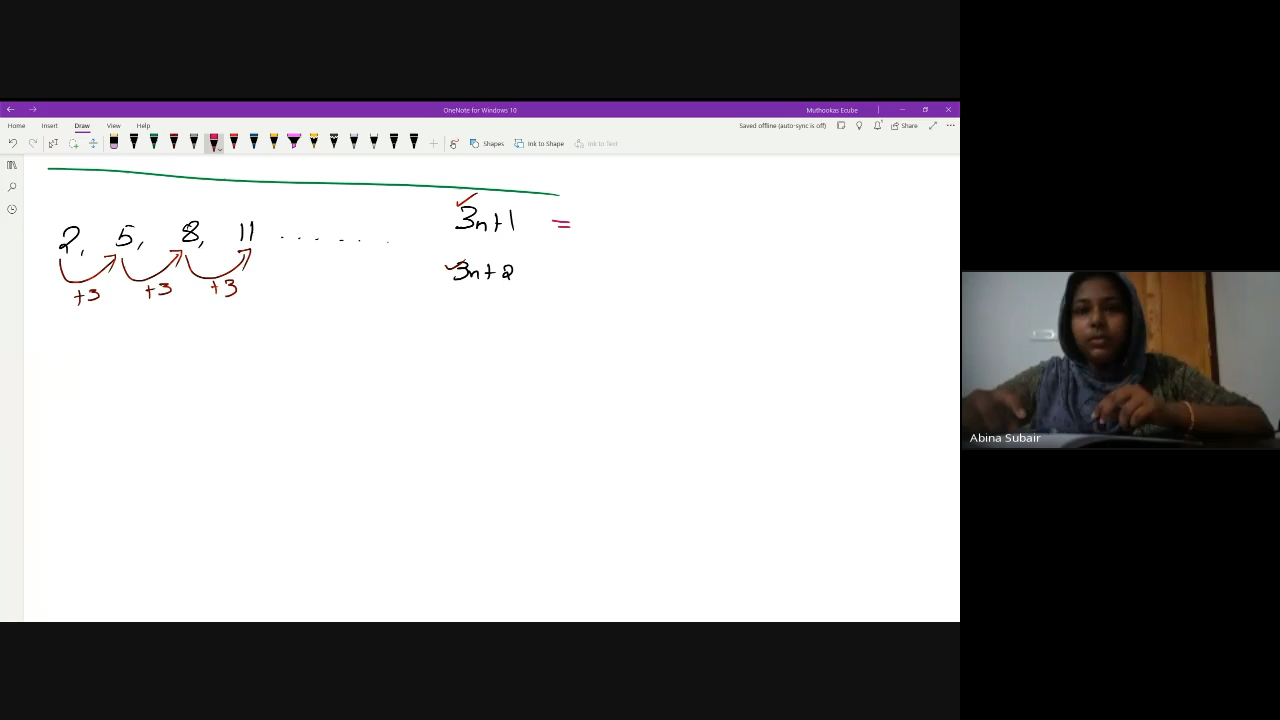 OneNote for Windows 10
Muthookas Ecube
Home Insert Draw View Help
Saved offline (auto-sync is off)
Share
Shapes
Ink to Shape
Ink to Text
3n+1 =
2, 5, 8, 11 . . . . . . .
3n+2
+3 +3 +3
Abina Subair